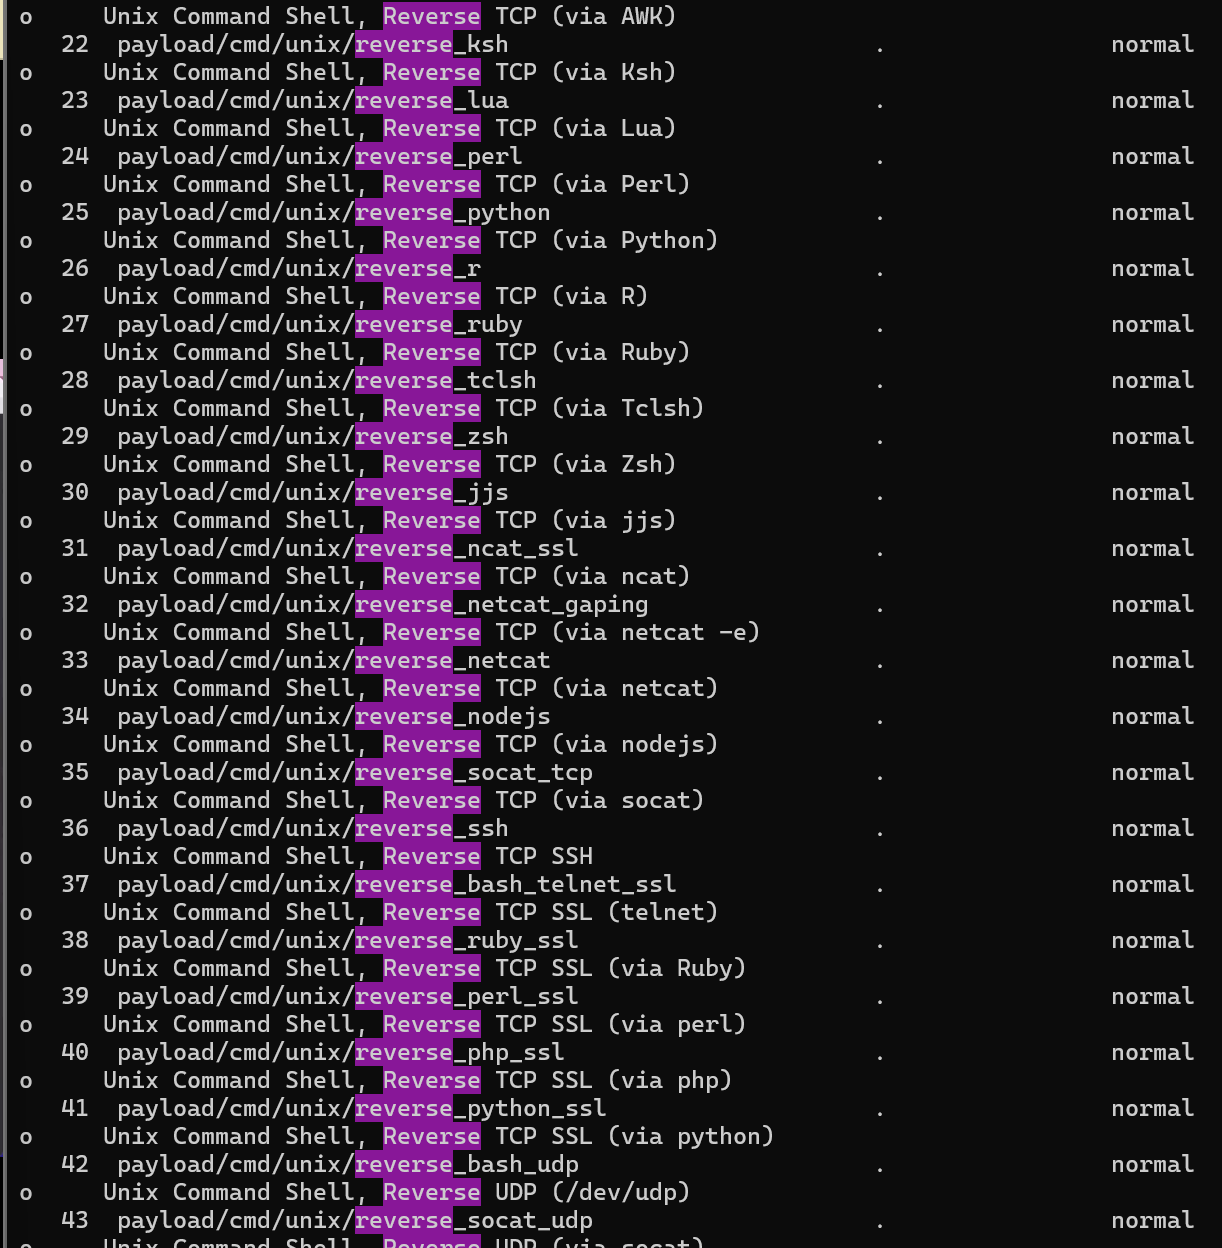 o Unix Command Shell, Reverse TCP (via AWK)
22 payload/cmd/unix/reverse_ksh . normal
o Unix Command Shell, Reverse TCP (via Ksh)
23 payload/cmd/unix/reverse_lua . normal
o Unix Command Shell, Reverse TCP (via Lua)
24 payload/cmd/unix/reverse_perl . normal
o Unix Command Shell, Reverse TCP (via Perl)
25 payload/cmd/unix/reverse_python . normal
o Unix Command Shell, Reverse TCP (via Python)
26 payload/cmd/unix/reverse_r . normal
o Unix Command Shell, Reverse TCP (via R)
27 payload/cmd/unix/reverse_ruby . normal
o Unix Command Shell, Reverse TCP (via Ruby)
28 payload/cmd/unix/reverse_tclsh . normal
o Unix Command Shell, Reverse TCP (via Tclsh)
29 payload/cmd/unix/reverse_zsh . normal
o Unix Command Shell, Reverse TCP (via Zsh)
30 payload/cmd/unix/reverse_jjs . normal
o Unix Command Shell, Reverse TCP (via jjs)
31 payload/cmd/unix/reverse_ncat_ssl . normal
o Unix Command Shell, Reverse TCP (via ncat)
32 payload/cmd/unix/reverse_netcat_gaping . normal
o Unix Command Shell, Reverse TCP (via netcat -e)
33 payload/cmd/unix/reverse_netcat . normal
o Unix Command Shell, Reverse TCP (via netcat)
34 payload/cmd/unix/reverse_nodejs . normal
o Unix Command Shell, Reverse TCP (via nodejs)
35 payload/cmd/unix/reverse_socat_tcp . normal
o Unix Command Shell, Reverse TCP (via socat)
36 payload/cmd/unix/reverse_ssh . normal
o Unix Command Shell, Reverse TCP SSH
37 payload/cmd/unix/reverse_bash_telnet_ssl . normal
o Unix Command Shell, Reverse TCP SSL (telnet)
38 payload/cmd/unix/reverse_ruby_ssl . normal
o Unix Command Shell, Reverse TCP SSL (via Ruby)
39 payload/cmd/unix/reverse_perl_ssl . normal
o Unix Command Shell, Reverse TCP SSL (via perl)
40 payload/cmd/unix/reverse_php_ssl . normal
o Unix Command Shell, Reverse TCP SSL (via php)
41 payload/cmd/unix/reverse_python_ssl . normal
o Unix Command Shell, Reverse TCP SSL (via python)
42 payload/cmd/unix/reverse_bash_udp . normal
o Unix Command Shell, Reverse UDP (/dev/udp)
43 payload/cmd/unix/reverse_socat_udp . normal
o Unix Command Shell, Reverse UDP (via socat)